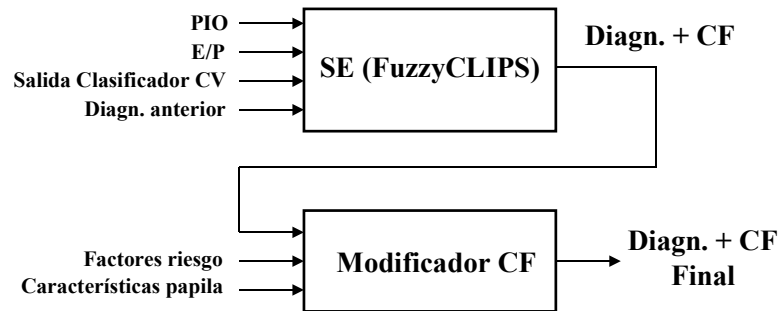 PIO
E/P
Salida Clasificador CV
Diagn. anterior
SE (FuzzyCLIPS)
Diagn. + CF
Factores riesgo
Características papila
Modificador CF
Diagn. + CF
Final